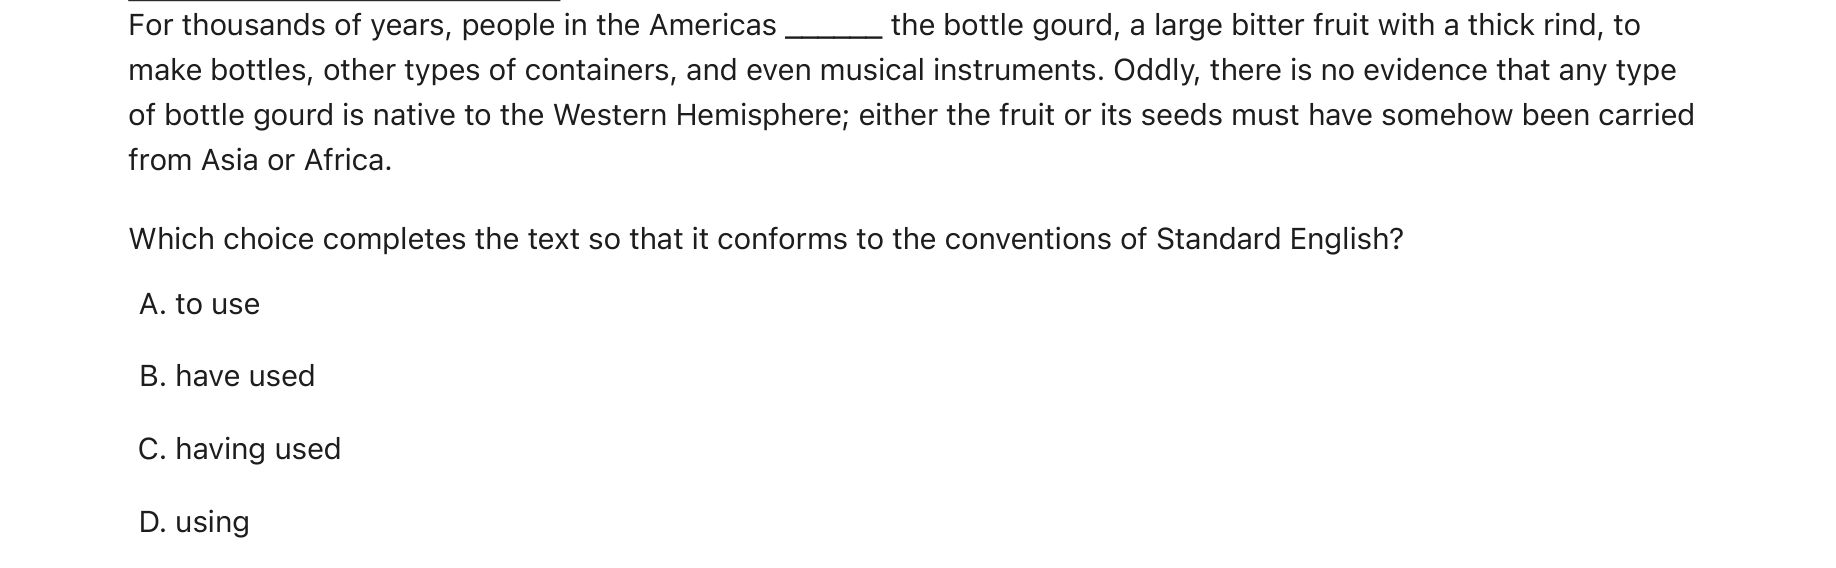 For thousands of years, people in the Americas ______ the bottle gourd, a large bitter fruit with a thick rind, to
make bottles, other types of containers, and even musical instruments. Oddly, there is no evidence that any type
of bottle gourd is native to the Western Hemisphere; either the fruit or its seeds must have somehow been carried
from Asia or Africa.
Which choice completes the text so that it conforms to the conventions of Standard English?
A. to use
B. have used
C. having used
D. using